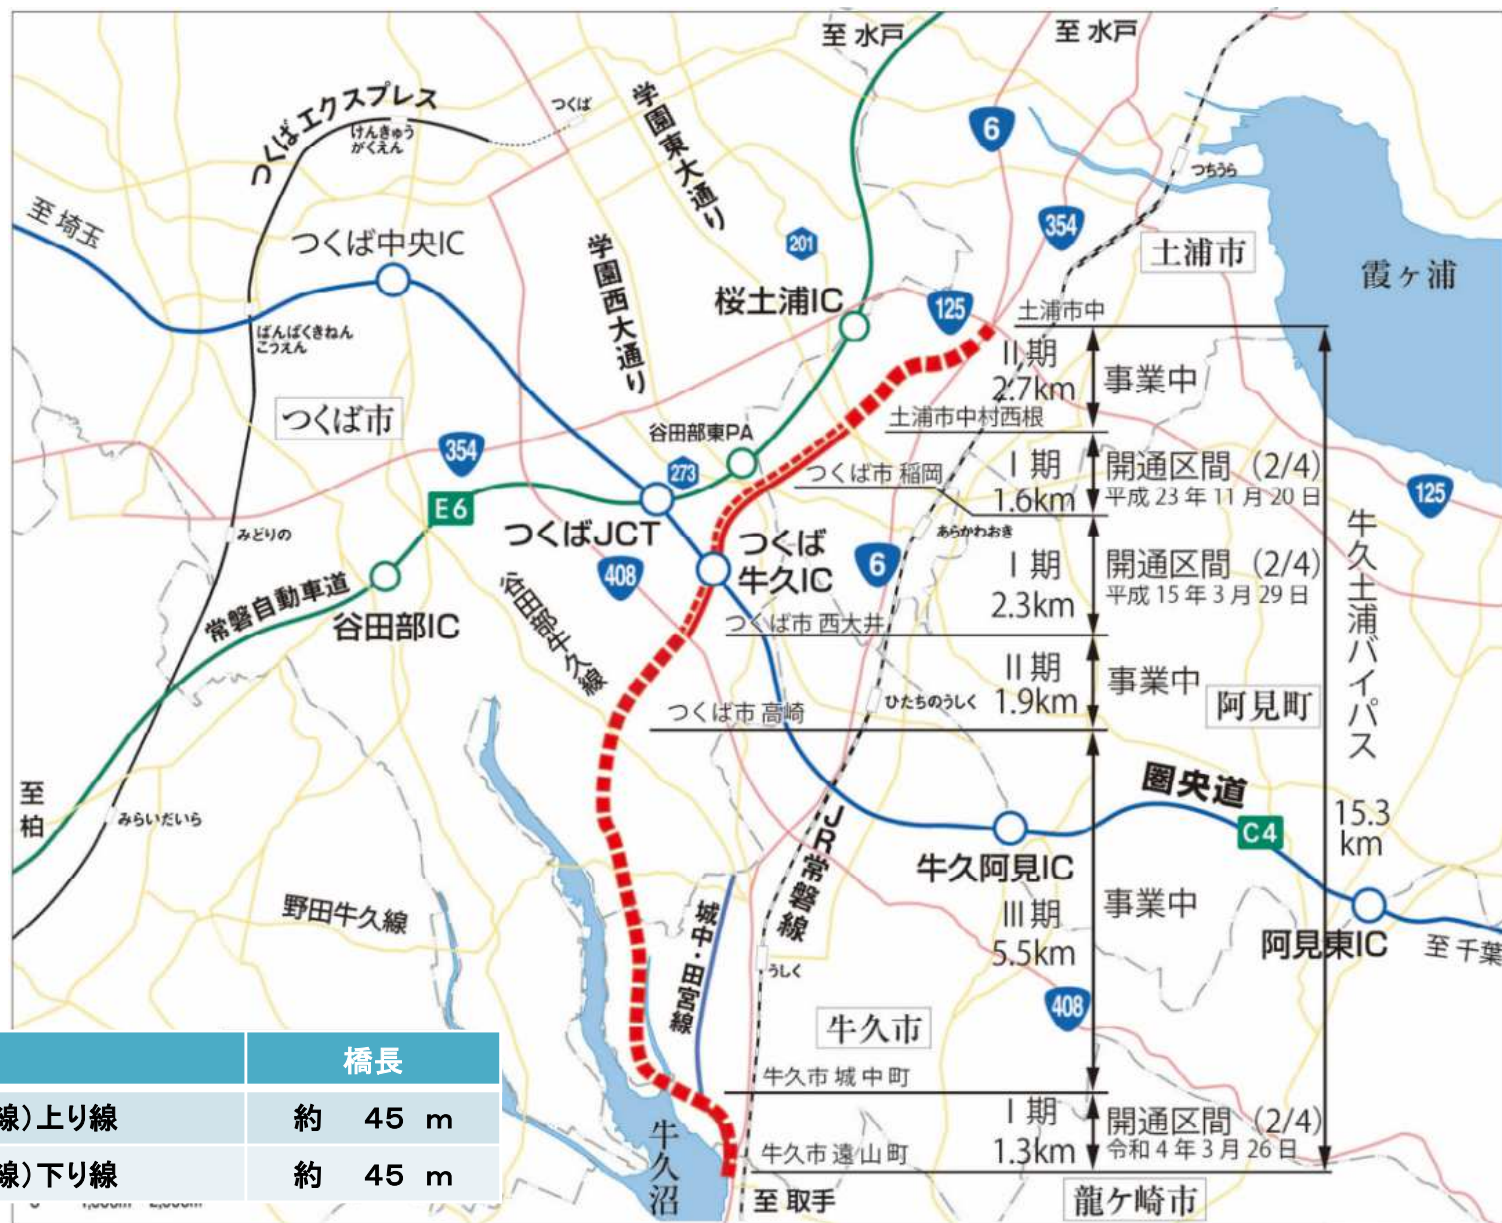 至 水戸
至 水戸
つくばエクスプレス
つくば
けんきゅう
がくえん
学園東大通り
6
つちうら
至 埼玉
つくば中央IC
学園西大通り
201
354
土浦市
霞ヶ浦
桜土浦IC
125
土浦市中
ばんぱくきねん
こうえん
II期
2.7km
事業中
つくば市
谷田部東PA
土浦市中村西根
354
273
つくば市 稲岡
I 期
1.6km
開通区間 (2/4)
平成 23 年 11 月 20 日
125
E6
みどりの
つくばJCT
つくば
牛久IC
408
6
あらかわおき
I 期
2.3km
開通区間 (2/4)
平成 15 年 3 月 29 日
牛久土浦バイパス
15.3
km
常磐自動車道
谷田部IC
谷田部牛久線
つくば市 西大井
II期
1.9km
事業中
ひたちのうしく
つくば市 高崎
阿見町
至
柏
みらいだいら
圏央道
C4
JR常磐線
牛久阿見IC
III期
5.5km
事業中
野田牛久線
城中・田宮線
うしく
阿見東IC
至 千葉
408
牛久市
橋長
線)上り線
約 45 m
線)下り線
約 45 m
牛久市 城中町
I 期
1.3km
開通区間 (2/4)
令和 4 年 3 月 26 日
牛久沼
牛久市 遠山町
至 取手
龍ケ崎市